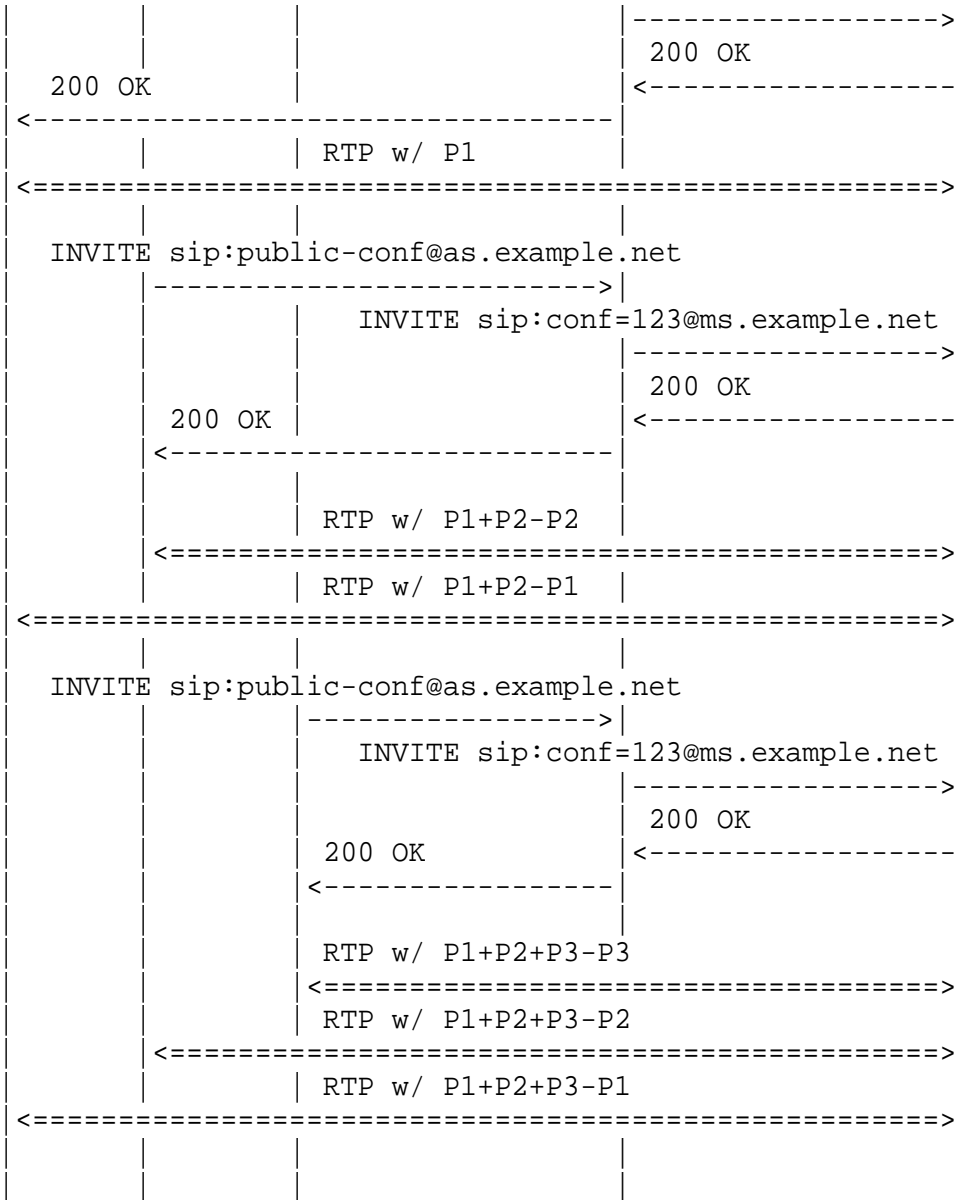 200 OK
200 OK
RTP w/ P1
INVITE sip:public-conf@as.example.net
INVITE sip:conf=123@ms.example.net
200 OK
200 OK
RTP w/ P1+P2-P2
RTP w/ P1+P2-P1
INVITE sip:public-conf@as.example.net
INVITE sip:conf=123@ms.example.net
200 OK
200 OK
RTP w/ P1+P2+P3-P3
RTP w/ P1+P2+P3-P2
RTP w/ P1+P2+P3-P1